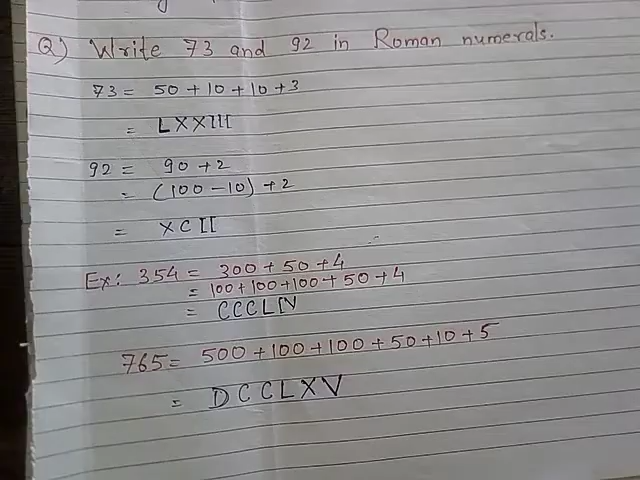 Q) Write 73 and 92 in Roman numerals.
73 = 50 + 10 + 10 + 3
= LXXIII
92 = 90 + 2
= (100 - 10) + 2
= XCII
Ex: 354 = 300 + 50 + 4
= 100 + 100 + 100 + 50 + 4
= CCCLIV
765 = 500 + 100 + 100 + 50 + 10 + 5
= DCCLXV